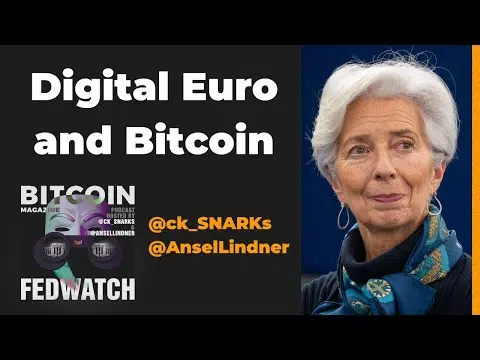 Digital Euro
and Bitcoin
BITCOIN
MAGAZINE
PODCAST
HOSTED BY
@CK_SNARKS
&
@ANSELLINDNER
FEDWATCH
@ck_SNARKs
@AnselLindner